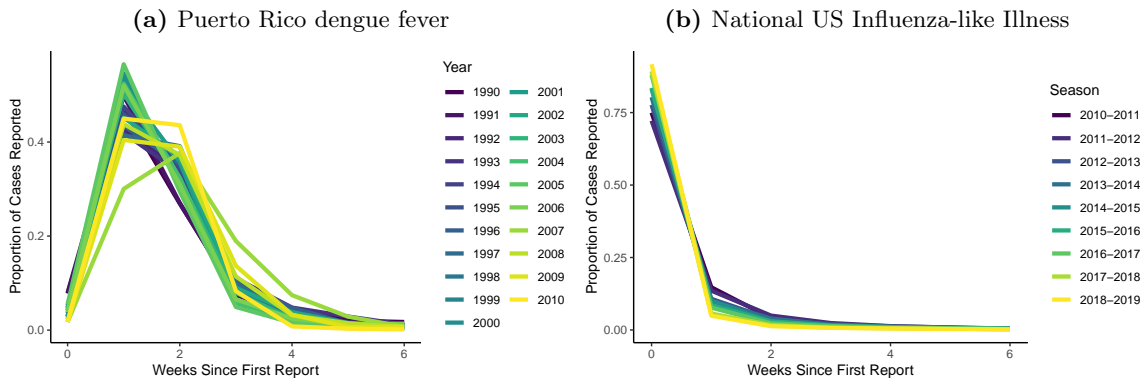 (a) Puerto Rico dengue fever
Proportion of Cases Reported
0.4
0.2
0.0
0 2 4 6
Weeks Since First Report
Year
1990 2001
1991 2002
1992 2003
1993 2004
1994 2005
1995 2006
1996 2007
1997 2008
1998 2009
1999 2010
2000
(b) National US Influenza-like Illness
Proportion of Cases Reported
0.75
0.50
0.25
0.00
0 2 4 6
Weeks Since First Report
Season
2010−2011
2011−2012
2012−2013
2013−2014
2014−2015
2015−2016
2016−2017
2017−2018
2018−2019